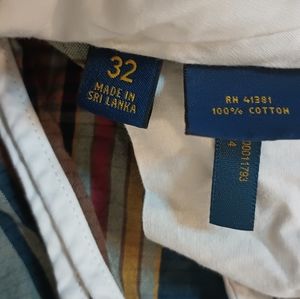 32
MADE IN
SRI LANKA
RN 41381
100% COTTON